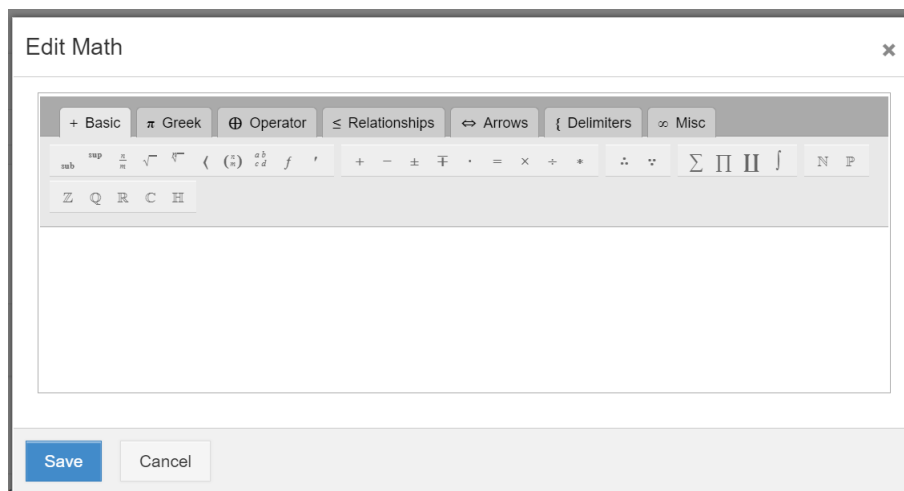 Edit Math ×
+ Basic π Greek ⊕ Operator ≤ Relationships ⇔ Arrows { Delimiters ∞ Misc
sub sup n/m √ n√ ⟨ (n m) a b c d f ′ + − ± ∓ · = × ÷ * ∴ ∵ ∑ ∏ ∐ ∫ ℕ ℙ
ℤ ℚ ℝ ℂ ℍ
Save Cancel